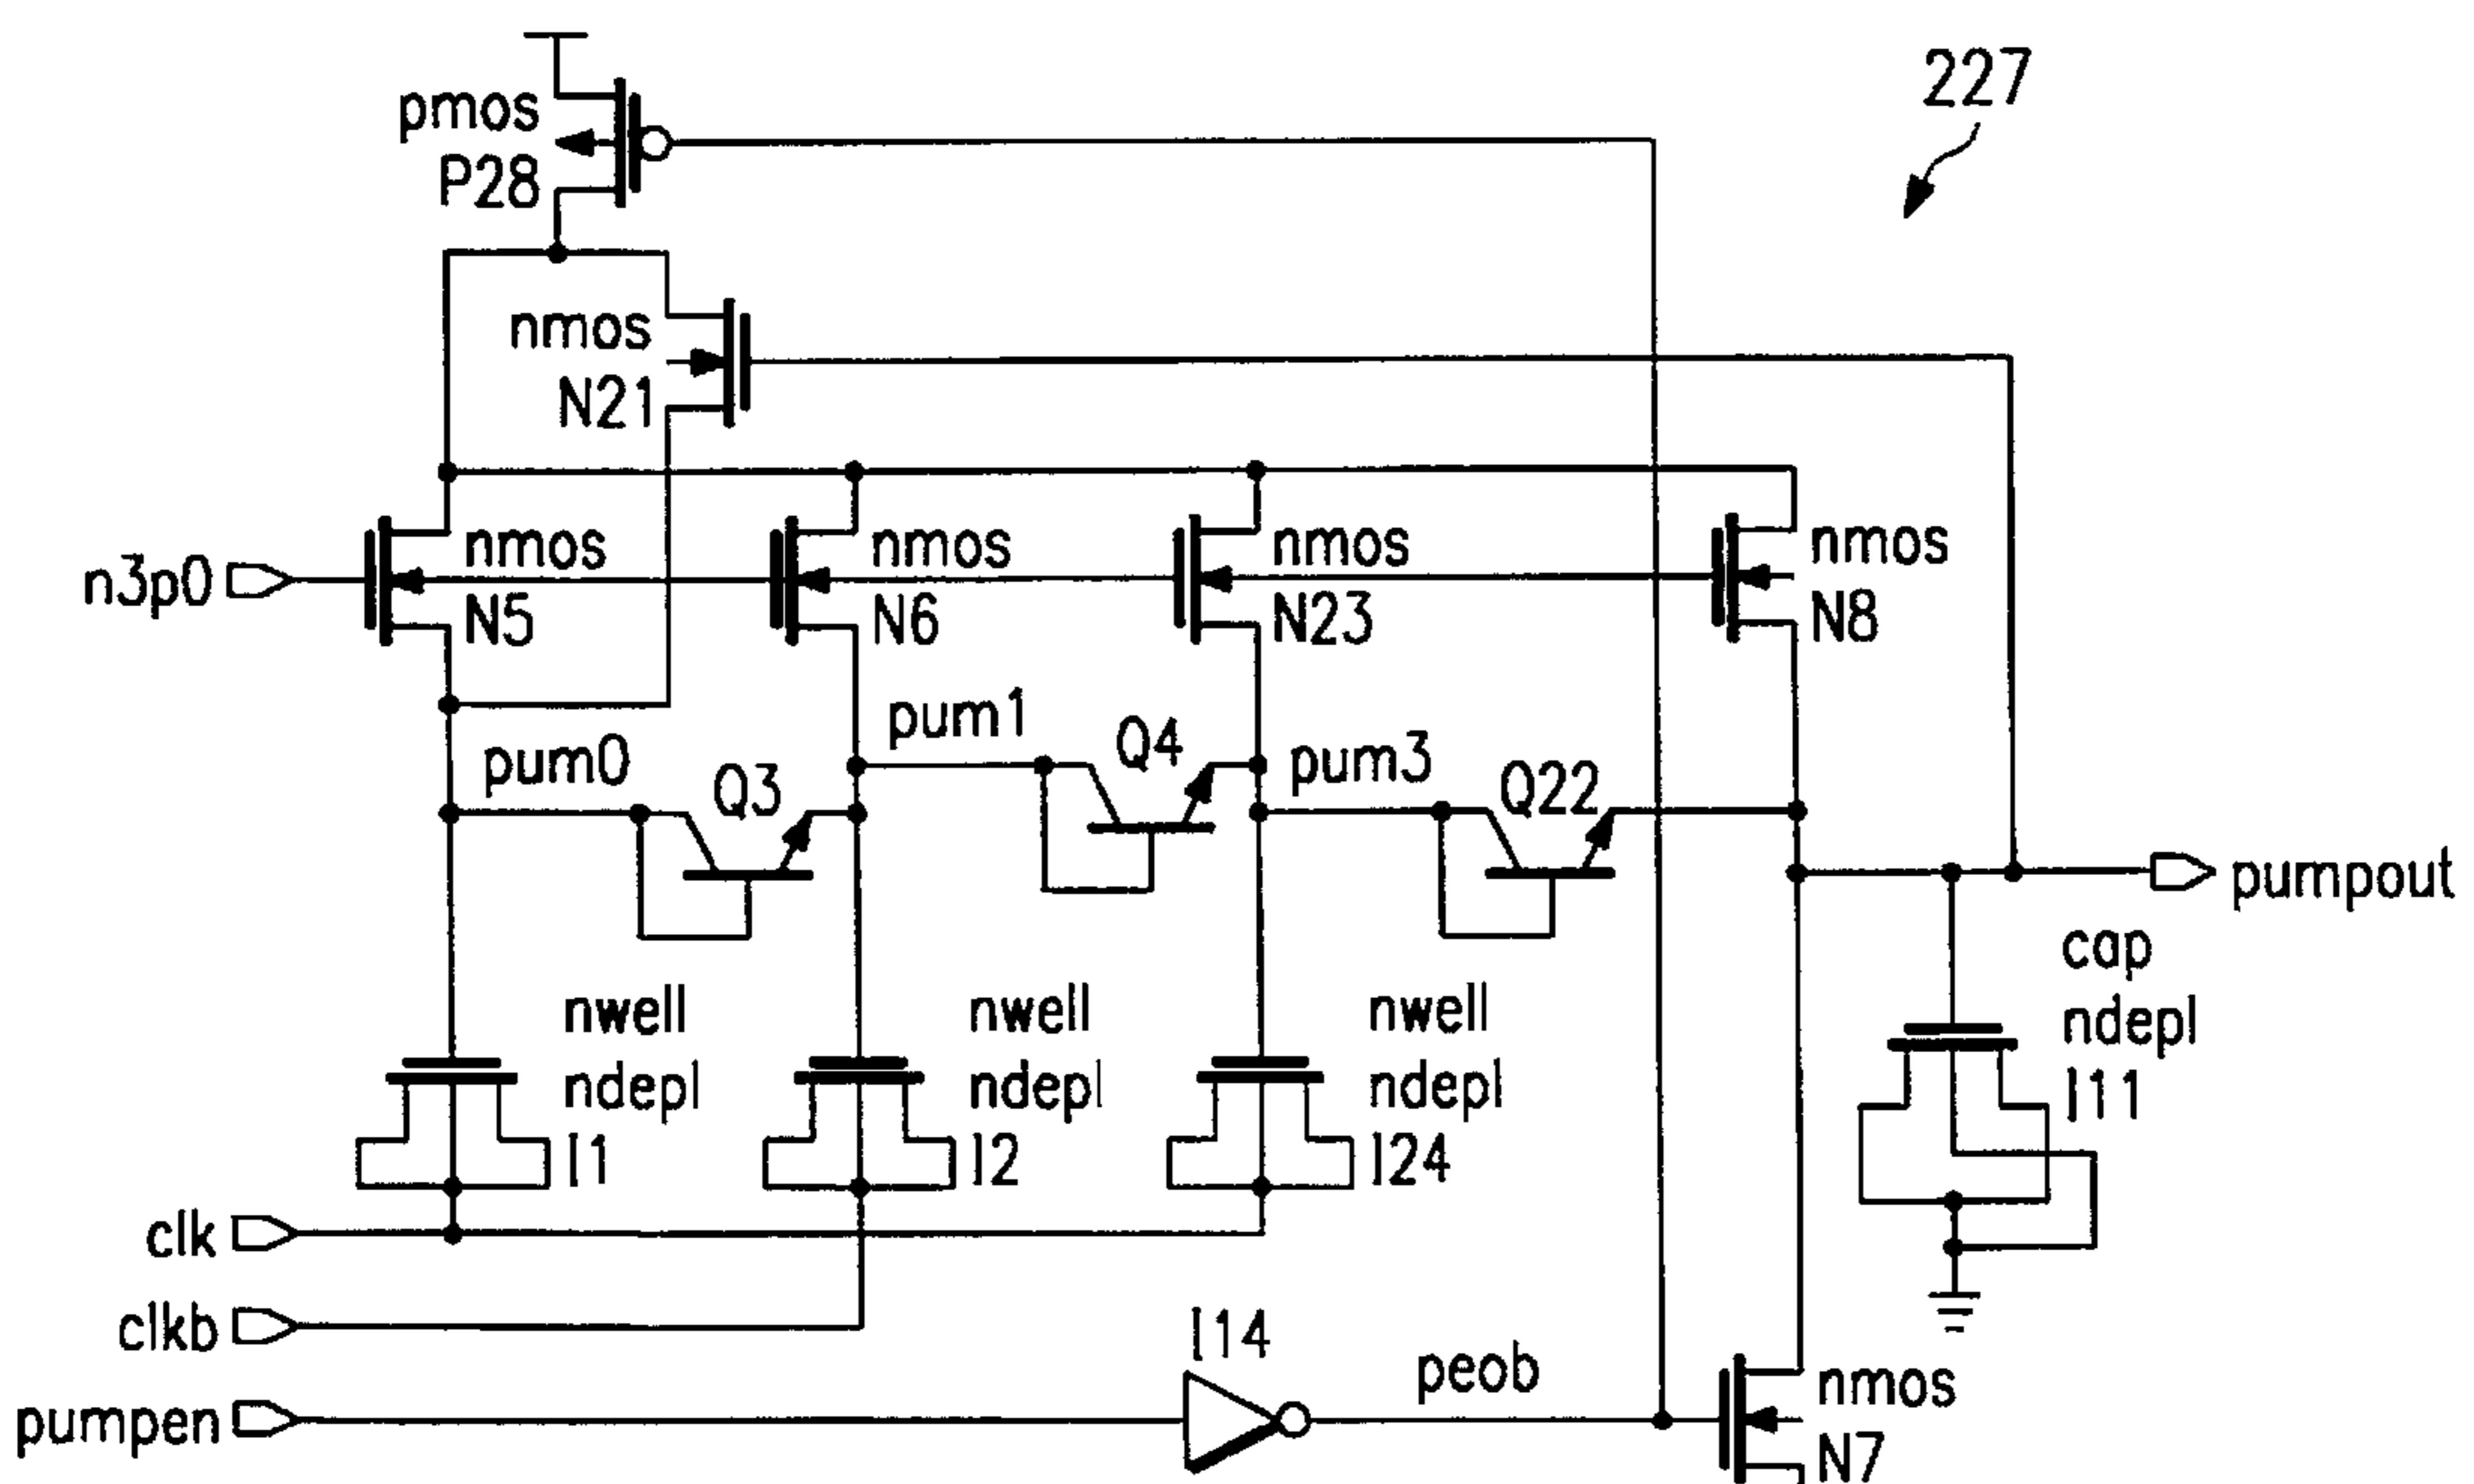 227
pmos
P28
nmos
N21
n3p0
nmos
N5
nmos
N6
nmos
N23
nmos
N8
pum0
Q3
pum1
Q4
pum3
Q22
pumpout
nwell
ndepl
I1
nwell
ndepl
I2
nwell
ndepl
I24
cap
ndepl
I11
clk
clkb
pumpen
I14
peob
nmos
N7